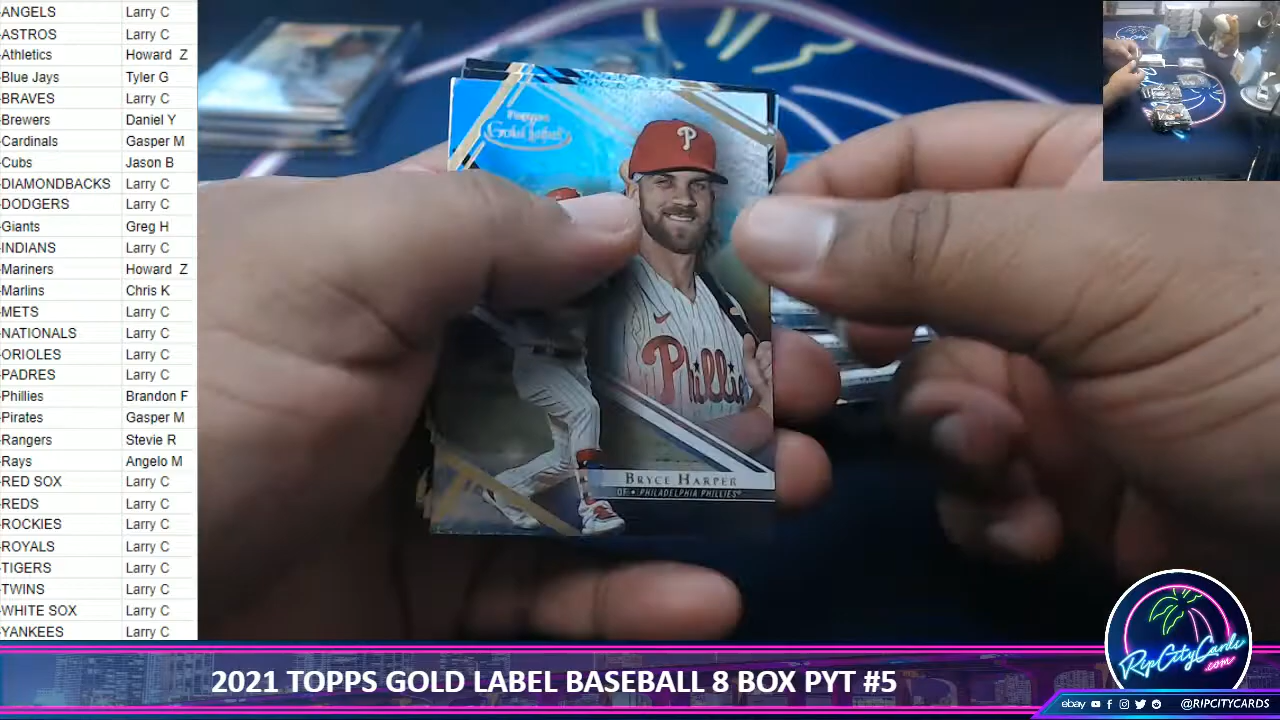 -ANGELS Larry C
-ASTROS Larry C
-Athletics Howard Z
-Blue Jays Tyler G
-BRAVES Larry C
-Brewers Daniel Y
-Cardinals Gasper M
-Cubs Jason B
-DIAMONDBACKS Larry C
-DODGERS Larry C
-Giants Greg H
-INDIANS Larry C
-Mariners Howard Z
-Marlins Chris K
-METS Larry C
-NATIONALS Larry C
-ORIOLES Larry C
-PADRES Larry C
-Phillies Brandon F
-Pirates Gasper M
-Rangers Stevie R
-Rays Angelo M
-RED SOX Larry C
-REDS Larry C
-ROCKIES Larry C
-ROYALS Larry C
-TIGERS Larry C
-TWINS Larry C
-WHITE SOX Larry C
-YANKEES Larry C
Topps
Gold Label
P
Phillies
BRYCE HARPER
OF • PHILADELPHIA PHILLIES®
RipCityCards
.com
2021 TOPPS GOLD LABEL BASEBALL 8 BOX PYT #5
ebay @RIPCITYCARDS